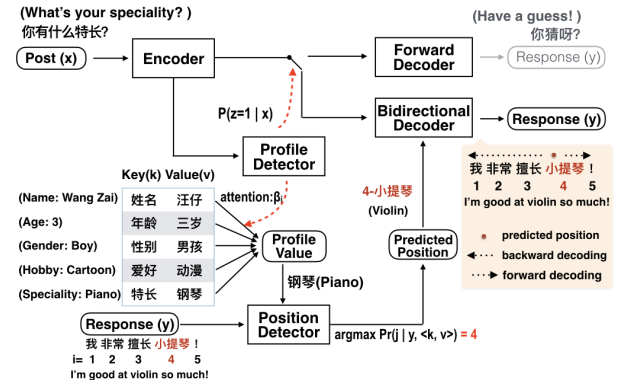 (What's your speciality? )
你有什么特长?
Post (x)
Encoder
Forward
Decoder
(Have a guess! )
你猜呀?
Response (y)
P(z=1 | x)
Bidirectional
Decoder
Response (y)
Profile
Detector
Key(k) Value(v)
attention:βj
(Name: Wang Zai) 姓名 汪仔
(Age: 3) 年龄 三岁
(Gender: Boy) 性别 男孩
(Hobby: Cartoon) 爱好 动漫
(Speciality: Piano) 特长 钢琴
Profile
Value
钢琴(Piano)
4-小提琴
(Violin)
Predicted
Position
Position
Detector
argmax Pr(j | y, <k, v>) = 4
Response (y)
我 非常 擅长 小提琴 !
i= 1 2 3 4 5
I'm good at violin so much!
我 非常 擅长 小提琴 !
1 2 3 4 5
I'm good at violin so much!
predicted position
backward decoding
forward decoding